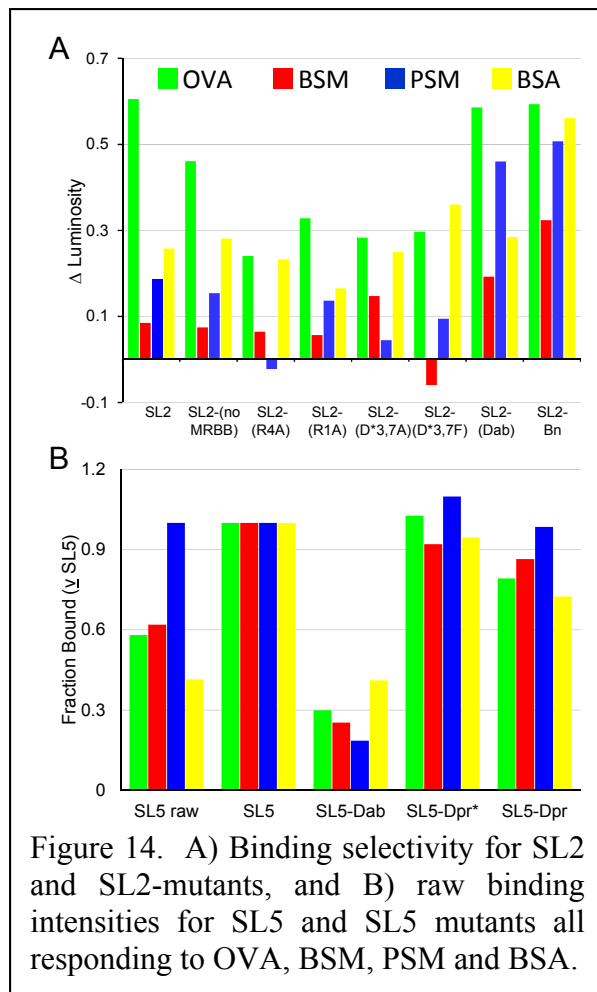 A
0.7
OVA BSM PSM BSA
0.5
0.3
0.1
-0.1
Δ Luminosity
SL2 SL2-(no MRBB) SL2-(R4A) SL2-(R1A) SL2-(D*3,7A) SL2-(D*3,7F) SL2-(Dab) SL2-Bn
B
1.2
0.9
0.6
0.3
0
Fraction Bound (v SL5)
SL5 raw SL5 SL5-Dab SL5-Dpr* SL5-Dpr
Figure 14. A) Binding selectivity for SL2
and SL2-mutants, and B) raw binding
intensities for SL5 and SL5 mutants all
responding to OVA, BSM, PSM and BSA.